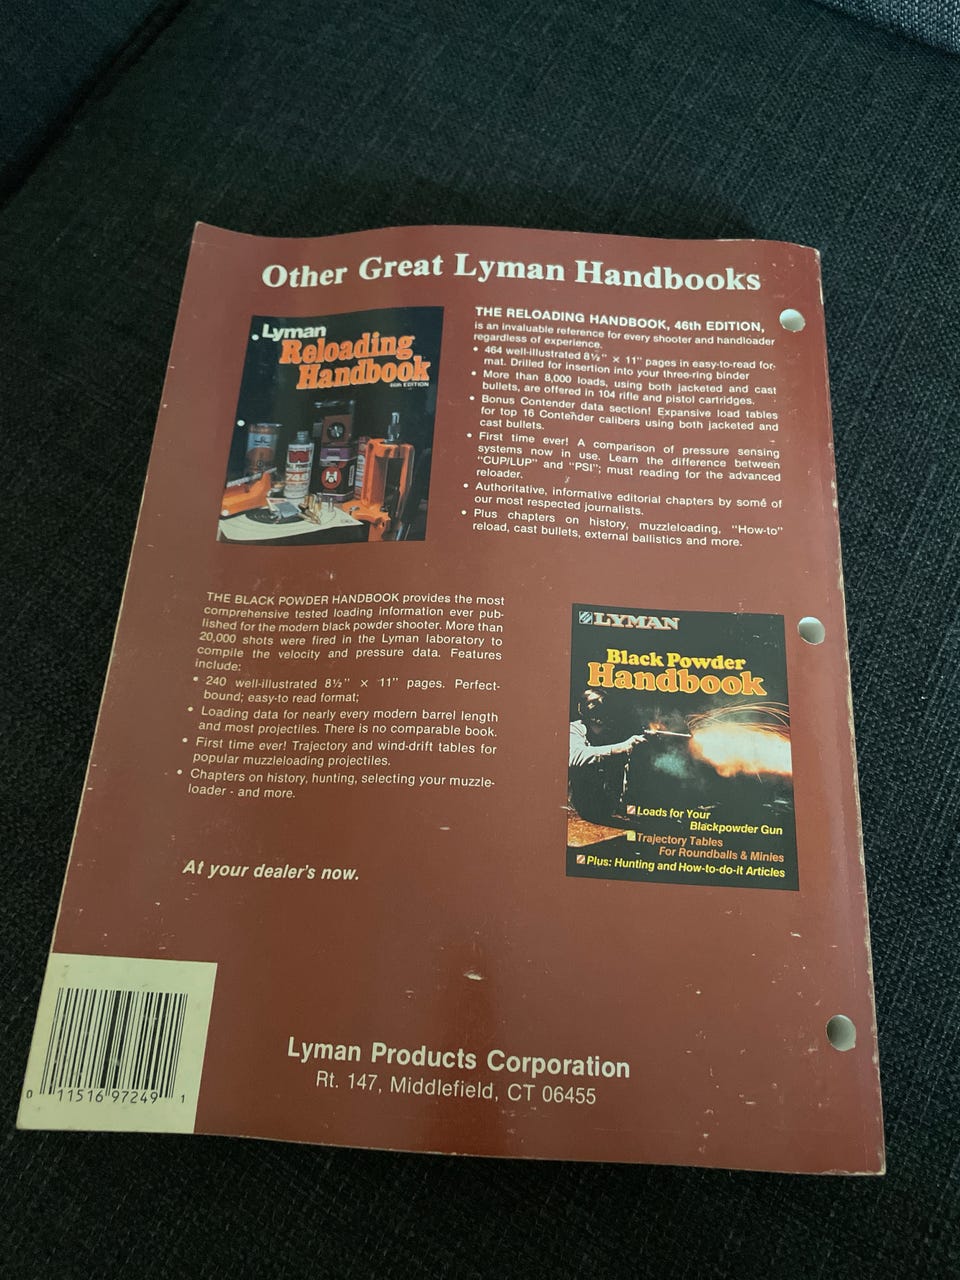 Other Great Lyman Handbooks
Lyman
Reloading
Handbook
46th EDITION
THE RELOADING HANDBOOK, 46th EDITION,
is an invaluable reference for every shooter and handloader
regardless of experience.
• 464 well-illustrated 8½" × 11" pages in easy-to-read for-
mat. Drilled for insertion into your three-ring binder
• More than 8,000 loads, using both jacketed and cast
bullets, are offered in 104 rifle and pistol cartridges.
• Bonus Contender data section! Expansive load tables
for top 16 Contender calibers using both jacketed and
cast bullets.
• First time ever! A comparison of pressure sensing
systems now in use. Learn the difference between
"CUP/LUP" and "PSI"; must reading for the advanced
reloader.
• Authoritative, informative editorial chapters by some of
our most respected journalists.
• Plus chapters on history, muzzleloading, "How-to"
reload, cast bullets, external ballistics and more.
THE BLACK POWDER HANDBOOK provides the most
comprehensive tested loading information ever pub-
lished for the modern black powder shooter. More than
20,000 shots were fired in the Lyman laboratory to
compile the velocity and pressure data. Features
include:
• 240 well-illustrated 8½" × 11" pages. Perfect-
bound; easy-to read format;
• Loading data for nearly every modern barrel length
and most projectiles. There is no comparable book.
• First time ever! Trajectory and wind-drift tables for
popular muzzleloading projectiles.
• Chapters on history, hunting, selecting your muzzle-
loader - and more.
LYMAN
Black Powder
Handbook
Loads for Your
Blackpowder Gun
Trajectory Tables
For Roundballs & Minies
Plus: Hunting and How-to-do-it Articles
At your dealer's now.
Lyman Products Corporation
Rt. 147, Middlefield, CT 06455
0 11516 97249 1